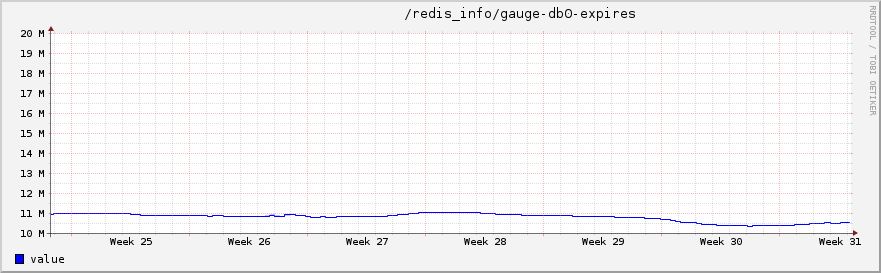 /redis_info/gauge-db0-expires
RRDTOOL / TOBI OETIKER
20 M
19 M
18 M
17 M
16 M
15 M
14 M
13 M
12 M
11 M
10 M
Week 25 Week 26 Week 27 Week 28 Week 29 Week 30 Week 31
value